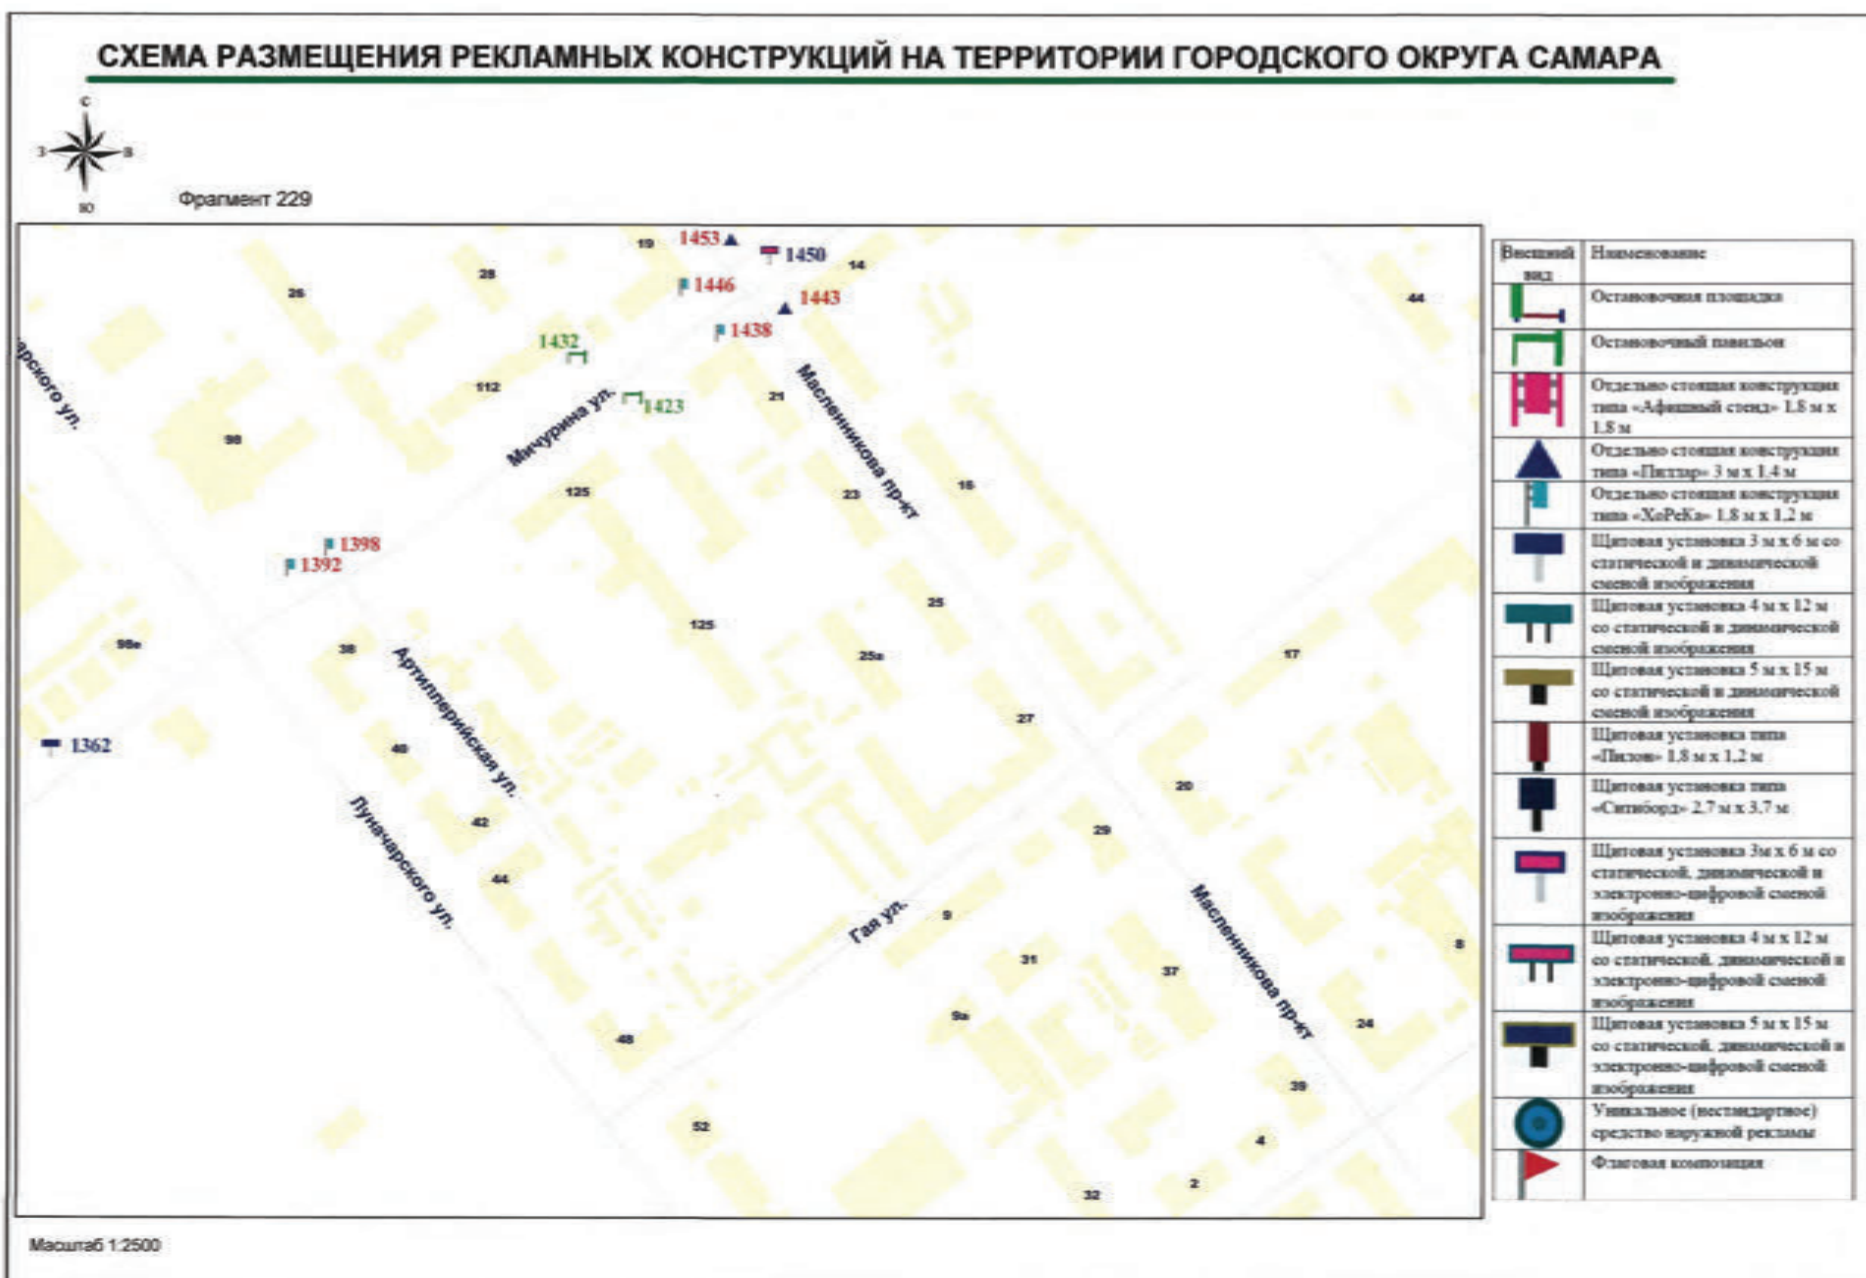 СХЕМА РАЗМЕЩЕНИЯ РЕКЛАМНЫХ КОНСТРУКЦИЙ НА ТЕРРИТОРИИ ГОРОДСКОГО ОКРУГА САМАРА
С
З В
Ю
Фрагмент 229
19
1453
1450
14
28
26
1446
1443
44
1438
1432
112
1423
21
Масленникова пр-кт
Мичурина ул.
арского ул.
98
125
23
16
1398
1392
25
125
98е
38
25а
17
Артиллерийская ул.
1362
40
27
20
42
29
Луначарского ул.
44
Гая ул.
9
Масленникова пр-кт
8
31
37
9а
48
24
39
52
4
2
32
Внешний вид
Наименование
Остановочная площадка
Остановочный павильон
Отдельно стоящая конструкция
типа «Афишный стенд» 1,8 м х
1,8 м
Отдельно стоящая конструкция
типа «Пиллар» 3 м х 1,4 м
Отдельно стоящая конструкция
типа «ХоРеКа» 1,8 м х 1,2 м
Щитовая установка 3 м х 6 м со
статической и динамической
сменой изображения
Щитовая установка 4 м х 12 м
со статической и динамической
сменой изображения
Щитовая установка 5 м х 15 м
со статической и динамической
сменой изображения
Щитовая установка типа
«Пилон» 1,8 м х 1,2 м
Щитовая установка типа
«Ситиборд» 2,7 м х 3,7 м
Щитовая установка 3м х 6 м со
статической, динамической и
электронно-цифровой сменой
изображения
Щитовая установка 4 м х 12 м
со статической, динамической и
электронно-цифровой сменой
изображения
Щитовая установка 5 м х 15 м
со статической, динамической и
электронно-цифровой сменой
изображения
Уникальное (нестандартное)
средство наружной рекламы
Флаговая композиция
Масштаб 1:2500